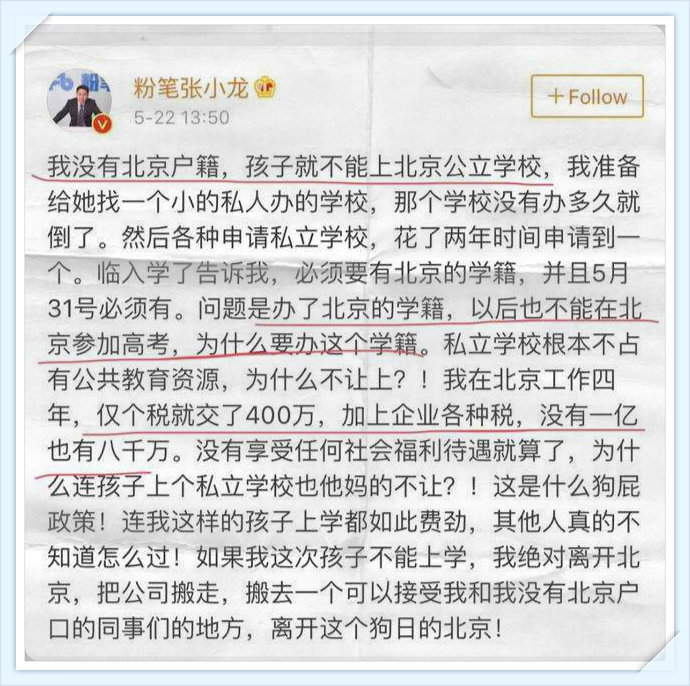 粉笔
粉笔张小龙
5-22 13:50
＋Follow
我没有北京户籍，孩子就不能上北京公立学校，我准备
给她找一个小的私人办的学校，那个学校没有办多久就
倒了。然后各种申请私立学校，花了两年时间申请到一
个。临入学了告诉我，必须要有北京的学籍，并且5月
31号必须有。问题是办了北京的学籍，以后也不能在北
京参加高考，为什么要办这个学籍。私立学校根本不占
有公共教育资源，为什么不让上？！我在北京工作四
年，仅个税就交了400万，加上企业各种税，没有一亿
也有八千万。没有享受任何社会福利待遇就算了，为什
么连孩子上个私立学校也他妈的不让？！这是什么狗屁
政策！连我这样的孩子上学都如此费劲，其他人真的不
知道怎么过！如果我这次孩子不能上学，我绝对离开北
京，把公司搬走，搬去一个可以接受我和我没有北京户
口的同事们的地方，离开这个狗日的北京！